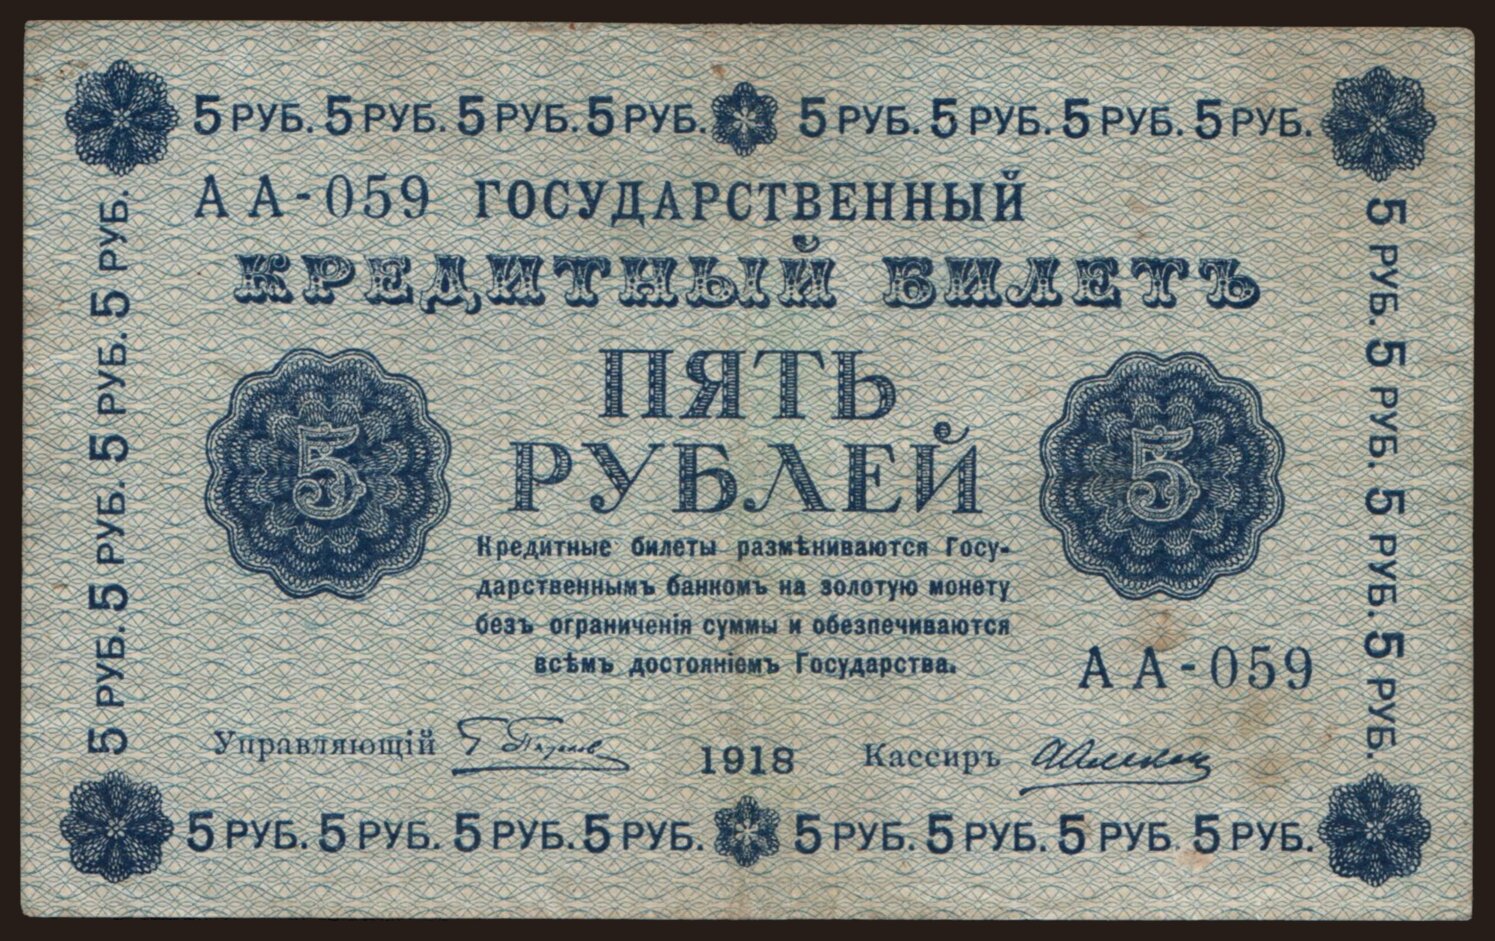 5 РУБ. 5 РУБ. 5 РУБ. 5 РУБ. 5 РУБ. 5 РУБ. 5 РУБ. 5 РУБ.
АА-059 ГОСУДАРСТВЕННЫЙ
КРЕДИТНЫЙ БИЛЕТЪ
ПЯТЬ
РУБЛЕЙ
5
5
Кредитные билеты размѣниваются Госу-
дарственнымъ банкомъ на золотую монету
безъ ограниченія суммы и обезпечиваются
всѣмъ достояніемъ Государства.
АА-059
Управляющій
1918
Кассиръ
5 РУБ. 5 РУБ. 5 РУБ. 5 РУБ.
5 РУБ. 5 РУБ. 5 РУБ. 5 РУБ.
5 РУБ. 5 РУБ. 5 РУБ. 5 РУБ. 5 РУБ. 5 РУБ. 5 РУБ. 5 РУБ.